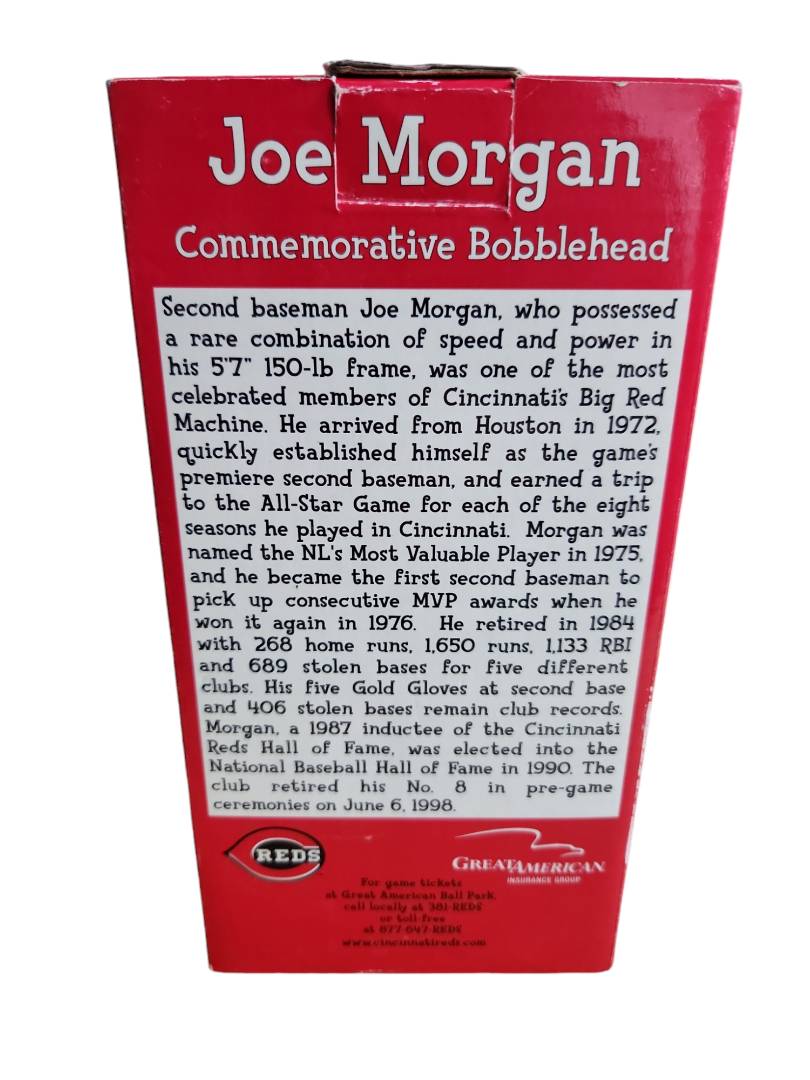 Joe Morgan
Commemorative Bobblehead
Second baseman Joe Morgan, who possessed
a rare combination of speed and power in
his 5'7" 150-lb frame, was one of the most
celebrated members of Cincinnati's Big Red
Machine. He arrived from Houston in 1972,
quickly established himself as the game's
premiere second baseman, and earned a trip
to the All-Star Game for each of the eight
seasons he played in Cincinnati. Morgan was
named the NL's Most Valuable Player in 1975,
and he became the first second baseman to
pick up consecutive MVP awards when he
won it again in 1976. He retired in 1984
with 268 home runs, 1,650 runs, 1,133 RBI
and 689 stolen bases for five different
clubs. His five Gold Gloves at second base
and 406 stolen bases remain club records.
Morgan, a 1987 inductee of the Cincinnati
Reds Hall of Fame, was elected into the
National Baseball Hall of Fame in 1990. The
club retired his No. 8 in pre-game
ceremonies on June 6, 1998.
REDS
GREATAMERICAN
INSURANCE GROUP
For game tickets
at Great American Ball Park,
call locally at 381-REDS
or toll-free
at 877-647-REDS
www.cincinnatireds.com